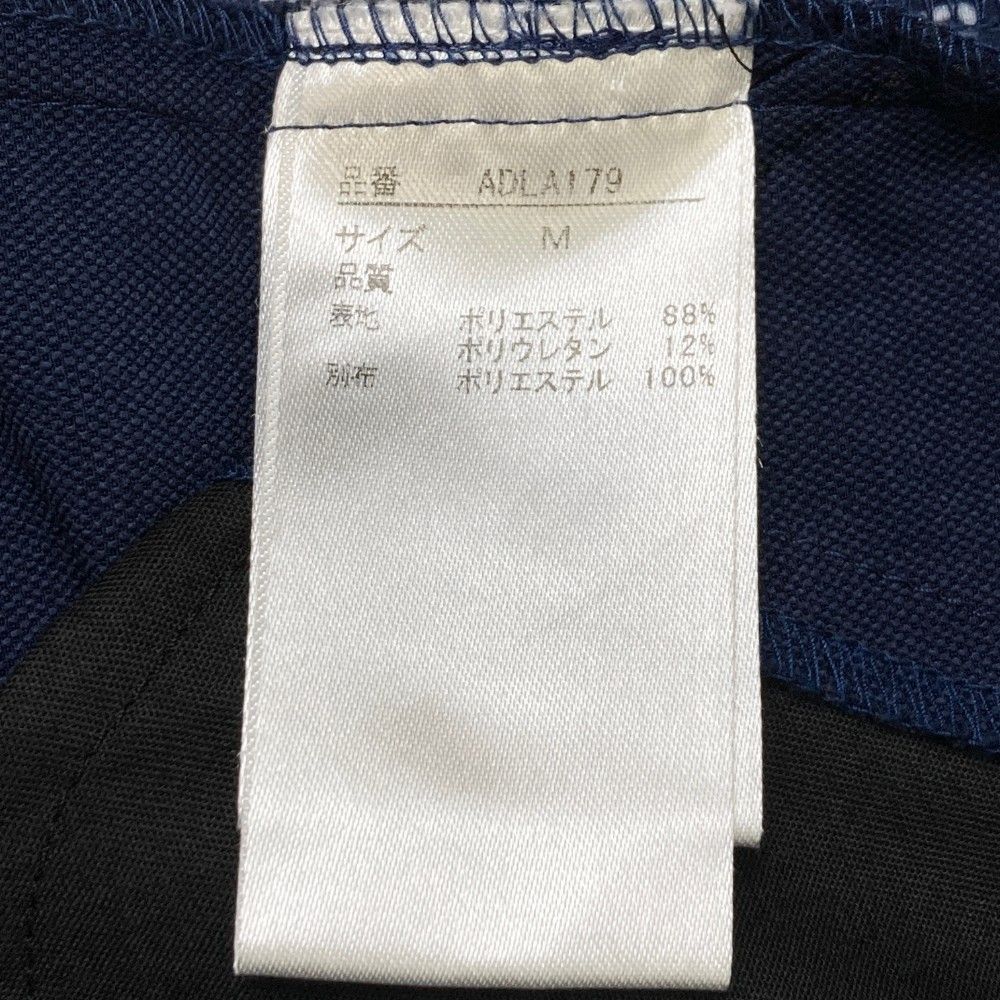 品番 ADLA179
サイズ M
品質
表地 ポリエステル 88%
ポリウレタン 12%
別布 ポリエステル 100%